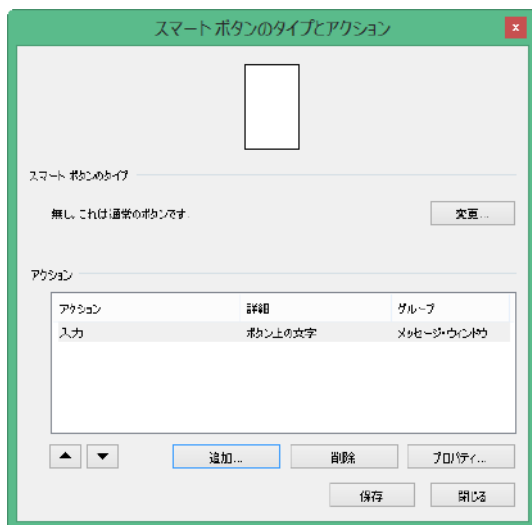 スマート ボタンのタイプとアクション
x
スマート ボタンのタイプ
無し。これは通常のボタンです.
変更...
アクション
アクション 詳細 グループ
入力 ボタン上の文字 メッセージ・ウィンドウ
追加... 削除 プロパティ...
保存 閉じる